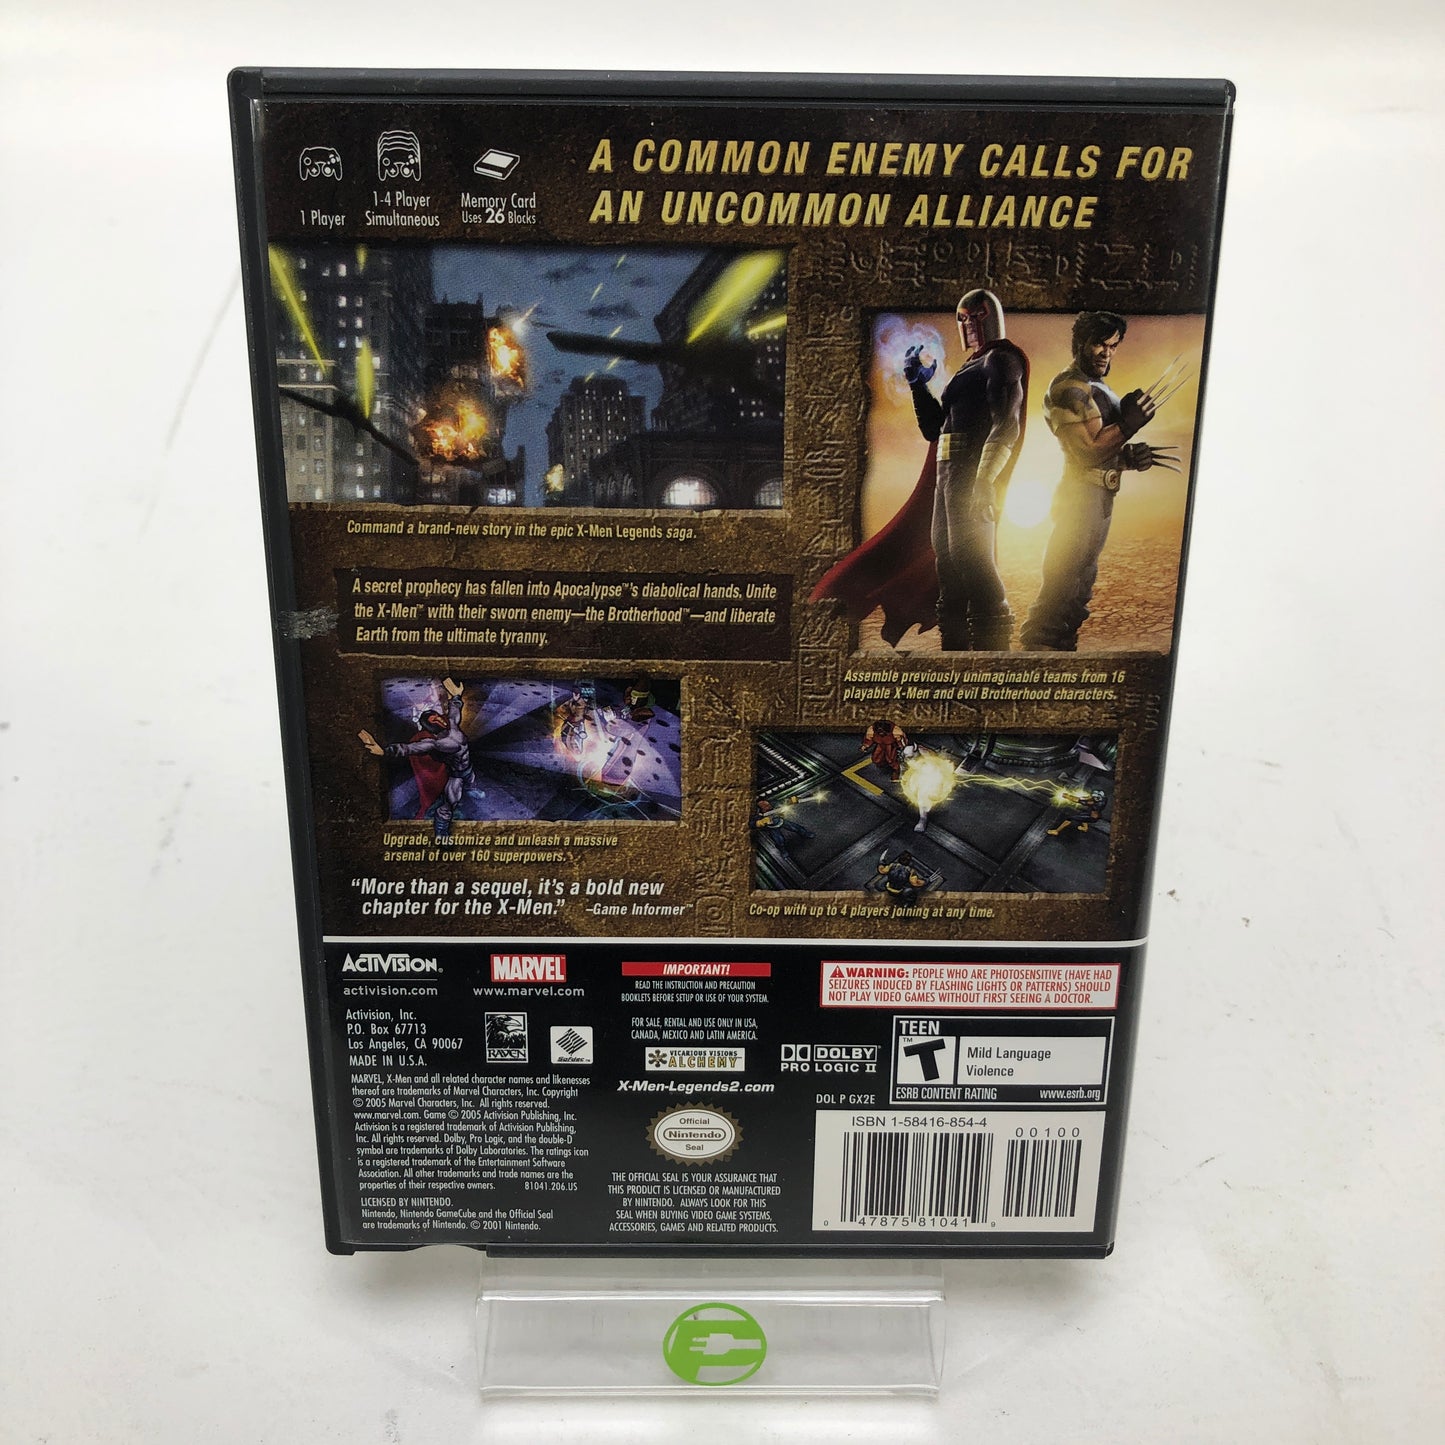 A COMMON ENEMY CALLS FOR
AN UNCOMMON ALLIANCE
1 Player
1-4 Player
Simultaneous
Memory Card
Uses 26 Blocks
Command a brand-new story in the epic X-Men Legends saga.
A secret prophecy has fallen into Apocalypse™'s diabolical hands. Unite
the X-Men™ with their sworn enemy—the Brotherhood™—and liberate
Earth from the ultimate tyranny.
Assemble previously unimaginable teams from 16
playable X-Men and evil Brotherhood characters.
Upgrade, customize and unleash a massive
arsenal of over 160 superpowers.
"More than a sequel, it's a bold new
chapter for the X-Men." –Game Informer™
Co-op with up to 4 players joining at any time.
ACTIVISION®
activision.com
MARVEL
www.marvel.com
IMPORTANT!
READ THE INSTRUCTION AND PRECAUTION
BOOKLETS BEFORE SETUP OR USE OF YOUR SYSTEM.
WARNING: PEOPLE WHO ARE PHOTOSENSITIVE (HAVE HAD
SEIZURES INDUCED BY FLASHING LIGHTS OR PATTERNS) SHOULD
NOT PLAY VIDEO GAMES WITHOUT FIRST SEEING A DOCTOR.
Activision, Inc.
P.O. Box 67713
Los Angeles, CA 90067
MADE IN U.S.A.
RAVEN
Sofdec™
FOR SALE, RENTAL AND USE ONLY IN USA,
CANADA, MEXICO AND LATIN AMERICA.
VICARIOUS VISIONS
ALCHEMY™
X-Men-Legends2.com
DOLBY
PRO LOGIC II
DOL P GX2E
TEEN
T
Mild Language
Violence
ESRB CONTENT RATING www.esrb.org
MARVEL, X-Men and all related character names and likenesses
thereof are trademarks of Marvel Characters, Inc. Copyright
© 2005 Marvel Characters, Inc. All rights reserved.
www.marvel.com. Game © 2005 Activision Publishing, Inc.
Activision is a registered trademark of Activision Publishing,
Inc. All rights reserved. Dolby, Pro Logic, and the double-D
symbol are trademarks of Dolby Laboratories. The ratings icon
is a registered trademark of the Entertainment Software
Association. All other trademarks and trade names are the
properties of their respective owners. 81041.206.US
LICENSED BY NINTENDO.
Nintendo, Nintendo GameCube and the Official Seal
are trademarks of Nintendo. © 2001 Nintendo.
Official
Nintendo
Seal
THE OFFICIAL SEAL IS YOUR ASSURANCE THAT
THIS PRODUCT IS LICENSED OR MANUFACTURED
BY NINTENDO. ALWAYS LOOK FOR THIS
SEAL WHEN BUYING VIDEO GAME SYSTEMS,
ACCESSORIES, GAMES AND RELATED PRODUCTS.
ISBN 1-58416-854-4
00100
0 47875 81041 9